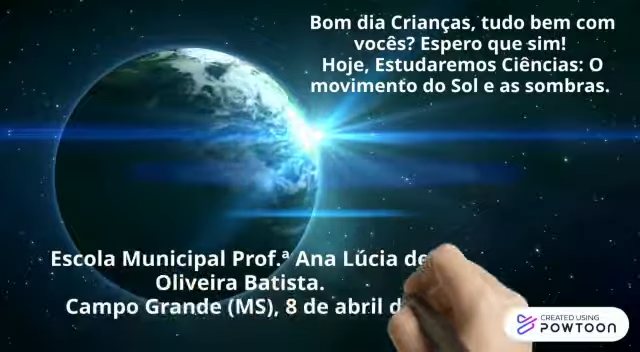 Bom dia Crianças, tudo bem com
vocês? Espero que sim!
Hoje, Estudaremos Ciências: O
movimento do Sol e as sombras.
Escola Municipal Prof.ª Ana Lúcia de
Oliveira Batista.
Campo Grande (MS), 8 de abril d
CREATED USING
POWTOON